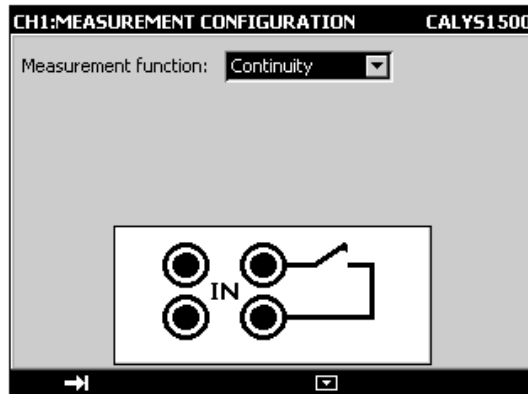 CH1:MEASUREMENT CONFIGURATION CALYS1500
Measurement function: Continuity
IN